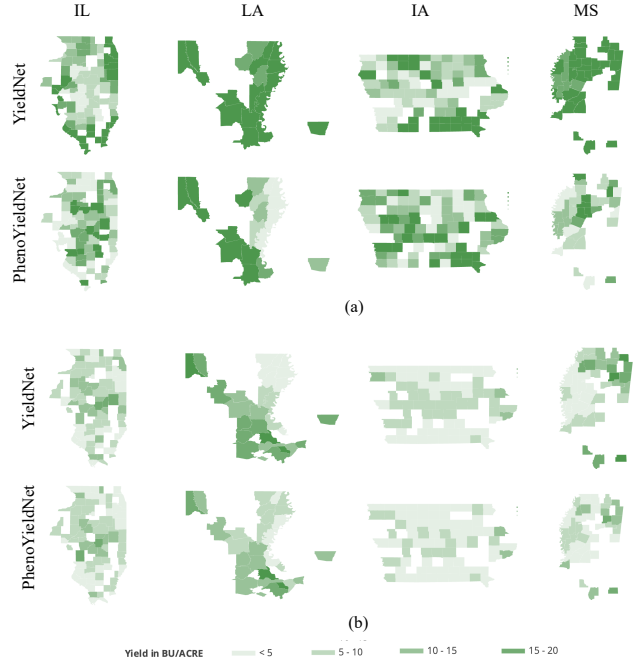 IL LA IA MS
YieldNet
PhenoYieldNet
(a)
YieldNet
PhenoYieldNet
(b)
Yield in BU/ACRE < 5 5 - 10 10 - 15 15 - 20